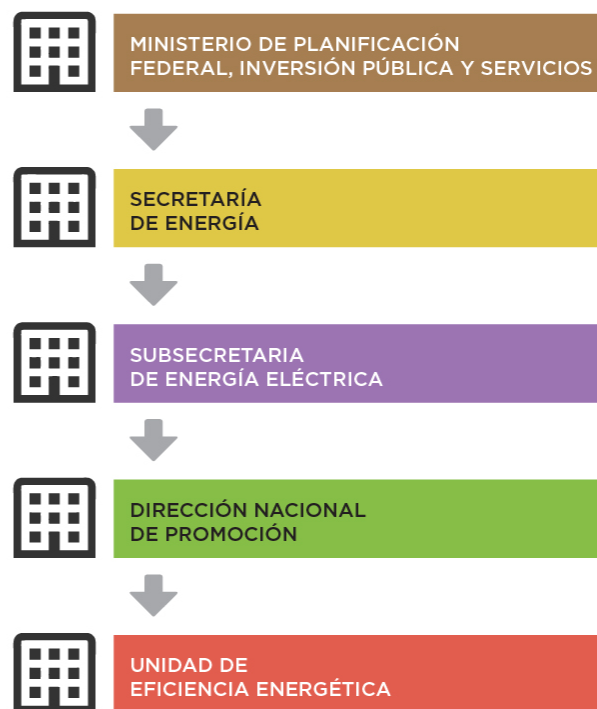 MINISTERIO DE PLANIFICACIÓN
FEDERAL, INVERSIÓN PÚBLICA Y SERVICIOS
SECRETARÍA
DE ENERGÍA
SUBSECRETARIA
DE ENERGÍA ELÉCTRICA
DIRECCIÓN NACIONAL
DE PROMOCIÓN
UNIDAD DE
EFICIENCIA ENERGÉTICA